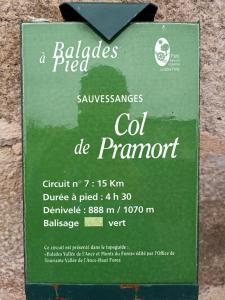 à Balades
Pied
Parc
SAUVESSANGES
Col
de Pramort
Circuit n° 7 : 15 Km
Durée à pied : 4 h 30
Dénivelé : 888 m / 1070 m
Balisage vert
Ce circuit est présenté dans le topoguide :
«Balades Vallée de l'Ance et Monts du Forez» édité par l'Office de
Tourisme Vallée de l'Ance-Haut Forez